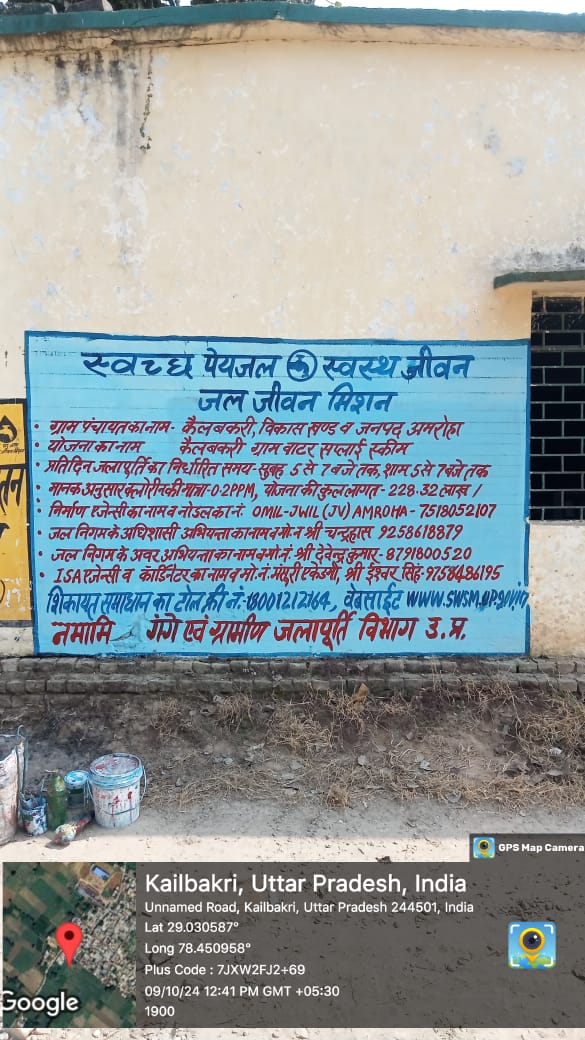 स्वच्छ पेयजल स्वस्थ जीवन
जल जीवन मिशन
• ग्राम पंचायत का नाम- कैलबकरी, विकास खण्ड व जनपद अमरोहा
• योजना का नाम कैलबकरी ग्राम वाटर सप्लाई स्कीम
• प्रतिदिन जलापूर्ति का निर्धारित समय- सुबह 5 से 7 बजे तक, शाम 5 से 7 बजे तक
• मानक अनुसार क्लोरीन की मात्रा-0.2PPM, योजना की कुल लागत- 228.32 लाख /
• निर्माण एजेन्सी का नाम व नोडल का नं. OMIL-JWIL (JV) AMROHA- 7518052107
• जल निगम के अधिशासी अभियन्ता का नाम व मो.नं श्री चन्द्रहास 9258618879
• जल निगम के अवर अभियन्ता का नाम व मो.नं. श्री देवेन्द्र कुमार- 8791800520
• ISA एजेन्सी व कॉर्डिनेटर का नाम व मो.नं. मंसूरी एकेडमी, श्री ईश्वर सिंह- 9758486195
शिकायत समाधान का टोल फ्री नं.-18001212164, वेबसाईट www.swsm.up.gov.in
नमामि गंगे एवं ग्रामीण जलापूर्ति विभाग उ.प्र.
GPS Map Camera
Kailbakri, Uttar Pradesh, India
Unnamed Road, Kailbakri, Uttar Pradesh 244501, India
Lat 29.030587°
Long 78.450958°
Plus Code : 7JXW2FJ2+69
09/10/24 12:41 PM GMT +05:30
1900
Google